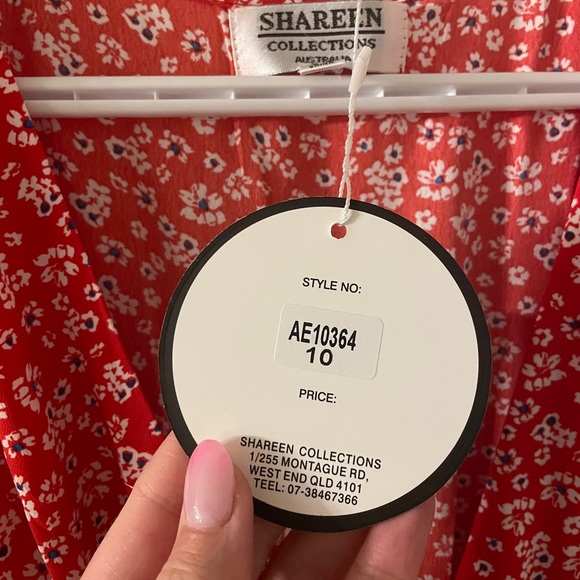 SHAREEN
COLLECTIONS
AUSTRALIA
STYLE NO:
AE10364
10
PRICE:
SHAREEN COLLECTIONS
1/255 MONTAGUE RD,
WEST END QLD 4101
TEEL: 07-38467366